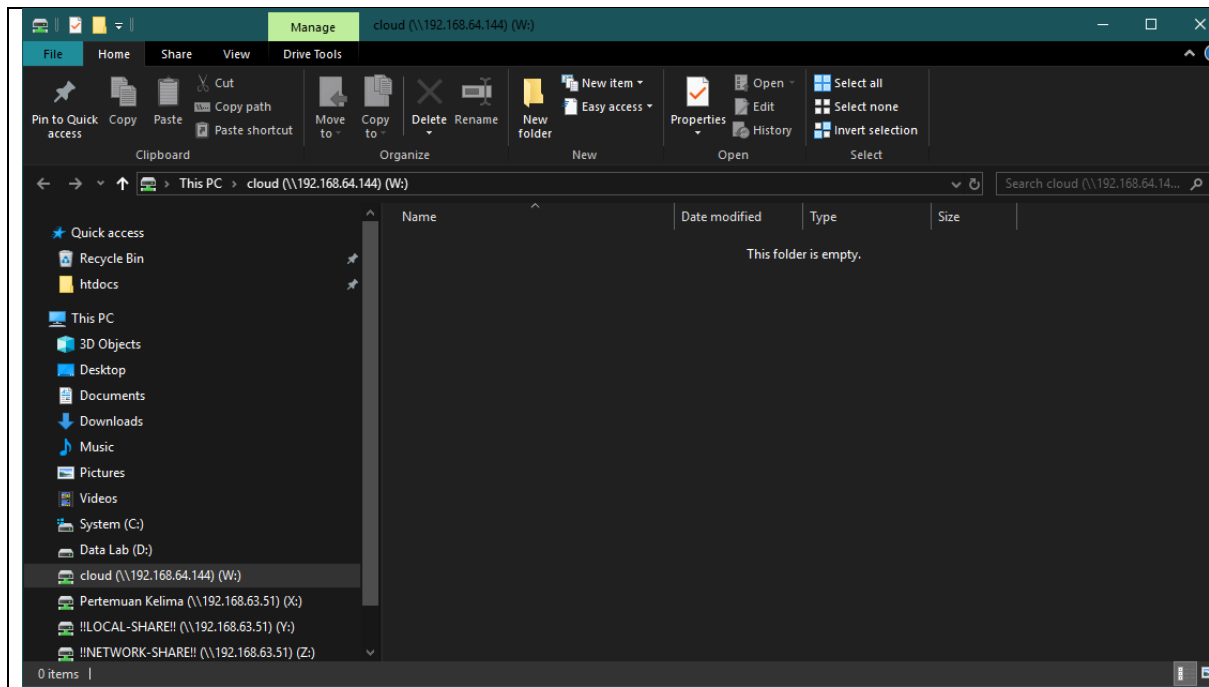 Manage
cloud (\\192.168.64.144) (W:)
File
Home
Share
View
Drive Tools
Pin to Quick access
Copy
Paste
Cut
Copy path
Paste shortcut
Clipboard
Move to
Copy to
Delete
Rename
Organize
New folder
New item
Easy access
New
Properties
Open
Edit
History
Open
Select all
Select none
Invert selection
Select
This PC > cloud (\\192.168.64.144) (W:)
Search cloud (\\192.168.64.14...
Name
Date modified
Type
Size
This folder is empty.
Quick access
Recycle Bin
htdocs
This PC
3D Objects
Desktop
Documents
Downloads
Music
Pictures
Videos
System (C:)
Data Lab (D:)
cloud (\\192.168.64.144) (W:)
Pertemuan Kelima (\\192.168.63.51) (X:)
!!LOCAL-SHARE!! (\\192.168.63.51) (Y:)
!!NETWORK-SHARE!! (\\192.168.63.51) (Z:)
0 items